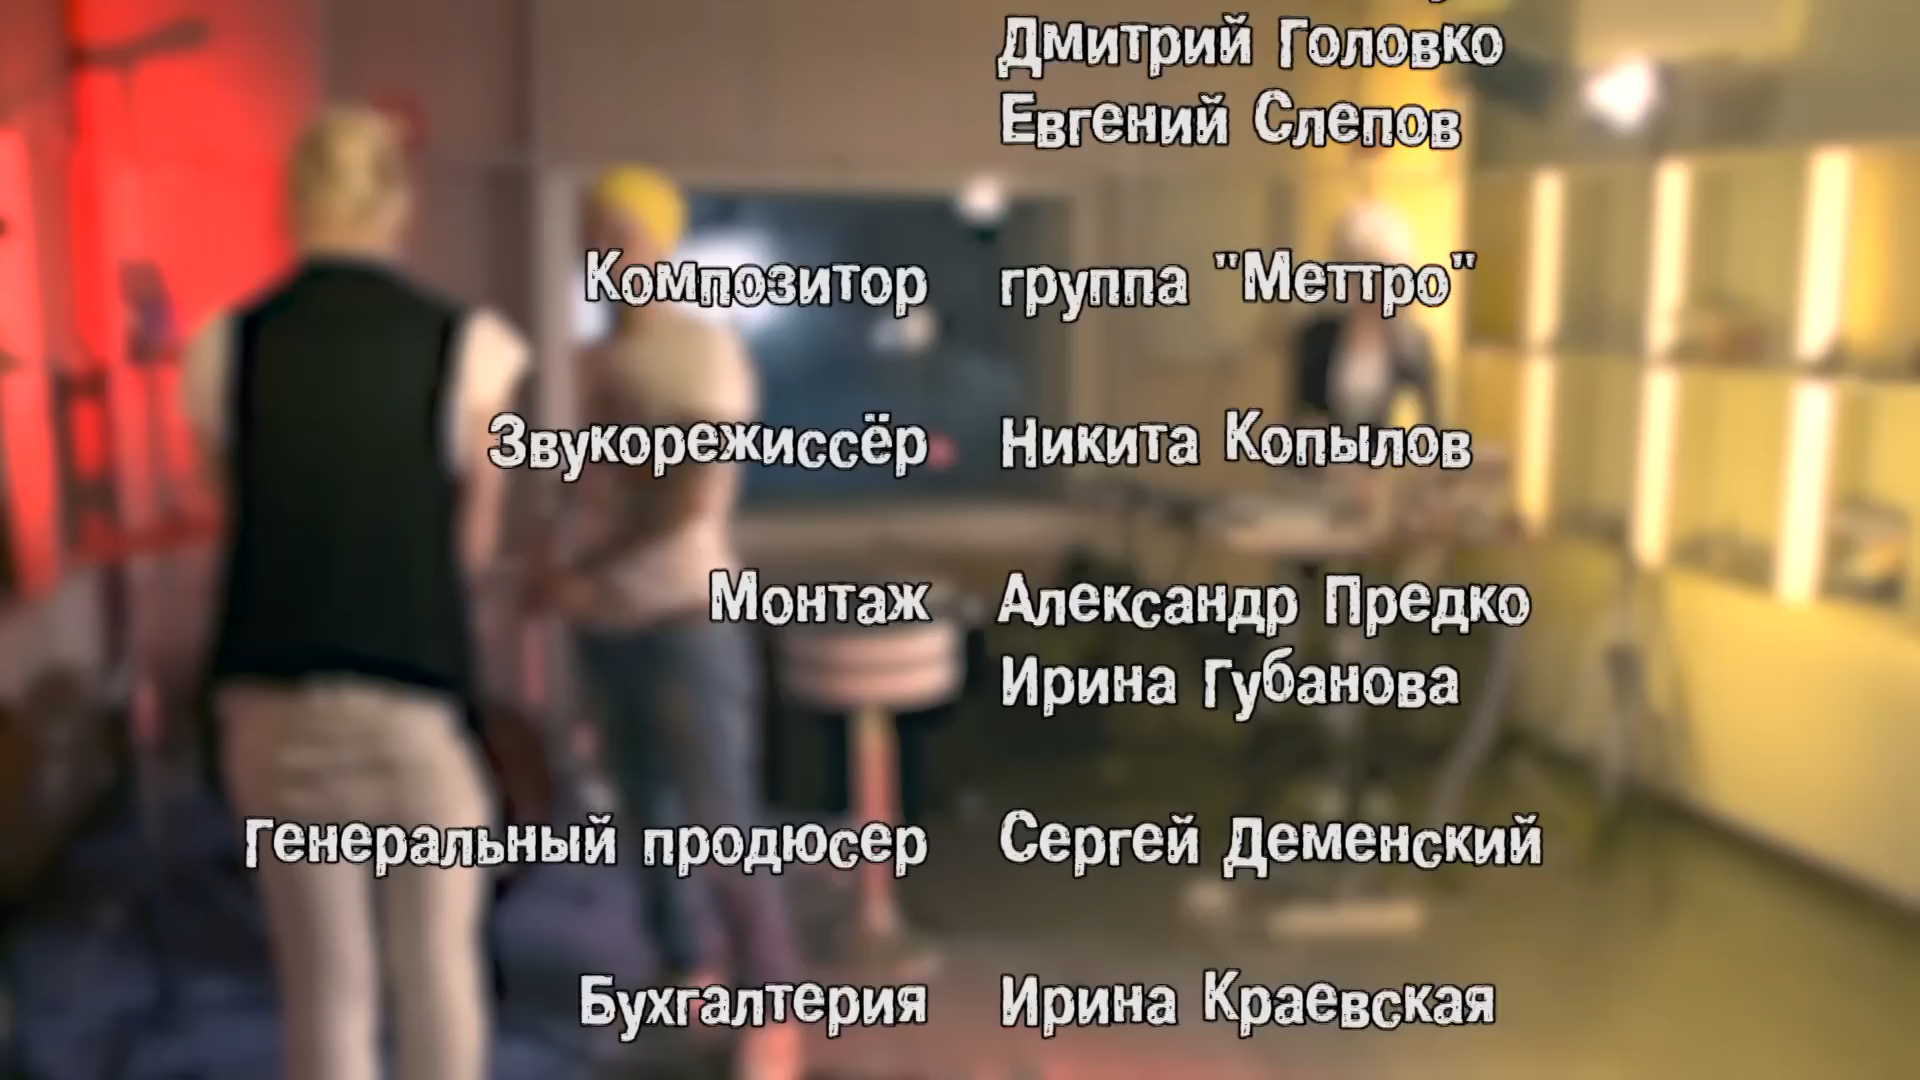 Дмитрий Головко
Евгений Слепов
Композитор группа "Меттро"
Звукорежиссёр Никита Копылов
Монтаж Александр Предко
Ирина Губанова
Генеральный продюсер Сергей Деменский
Бухгалтерия Ирина Краевская